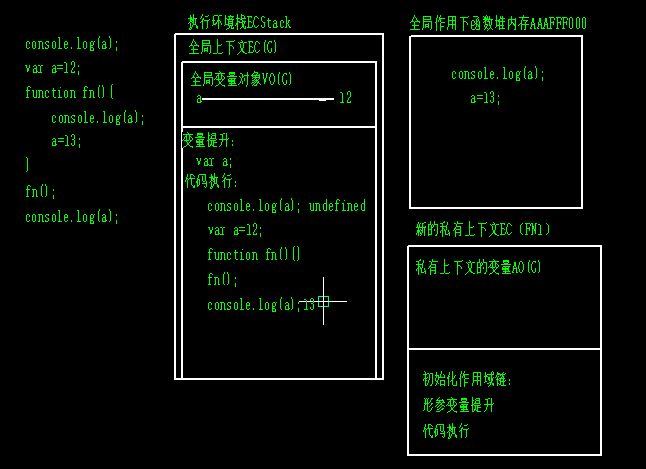 console.log(a);
var a=12;
function fn(){
console.log(a);
a=13;
}
fn();
console.log(a);
执行环境栈ECStack
全局上下文EC(G)
全局变量对象VO(G)
a 12
变量提升:
var a;
代码执行:
console.log(a); undefined
var a=12;
function fn(){}
fn();
console.log(a);13
全局作用下函数堆内存AAAFFF000
console.log(a);
a=13;
新的私有上下文EC (FN1)
私有上下文的变量AO(G)
初始化作用域链:
形参变量提升
代码执行